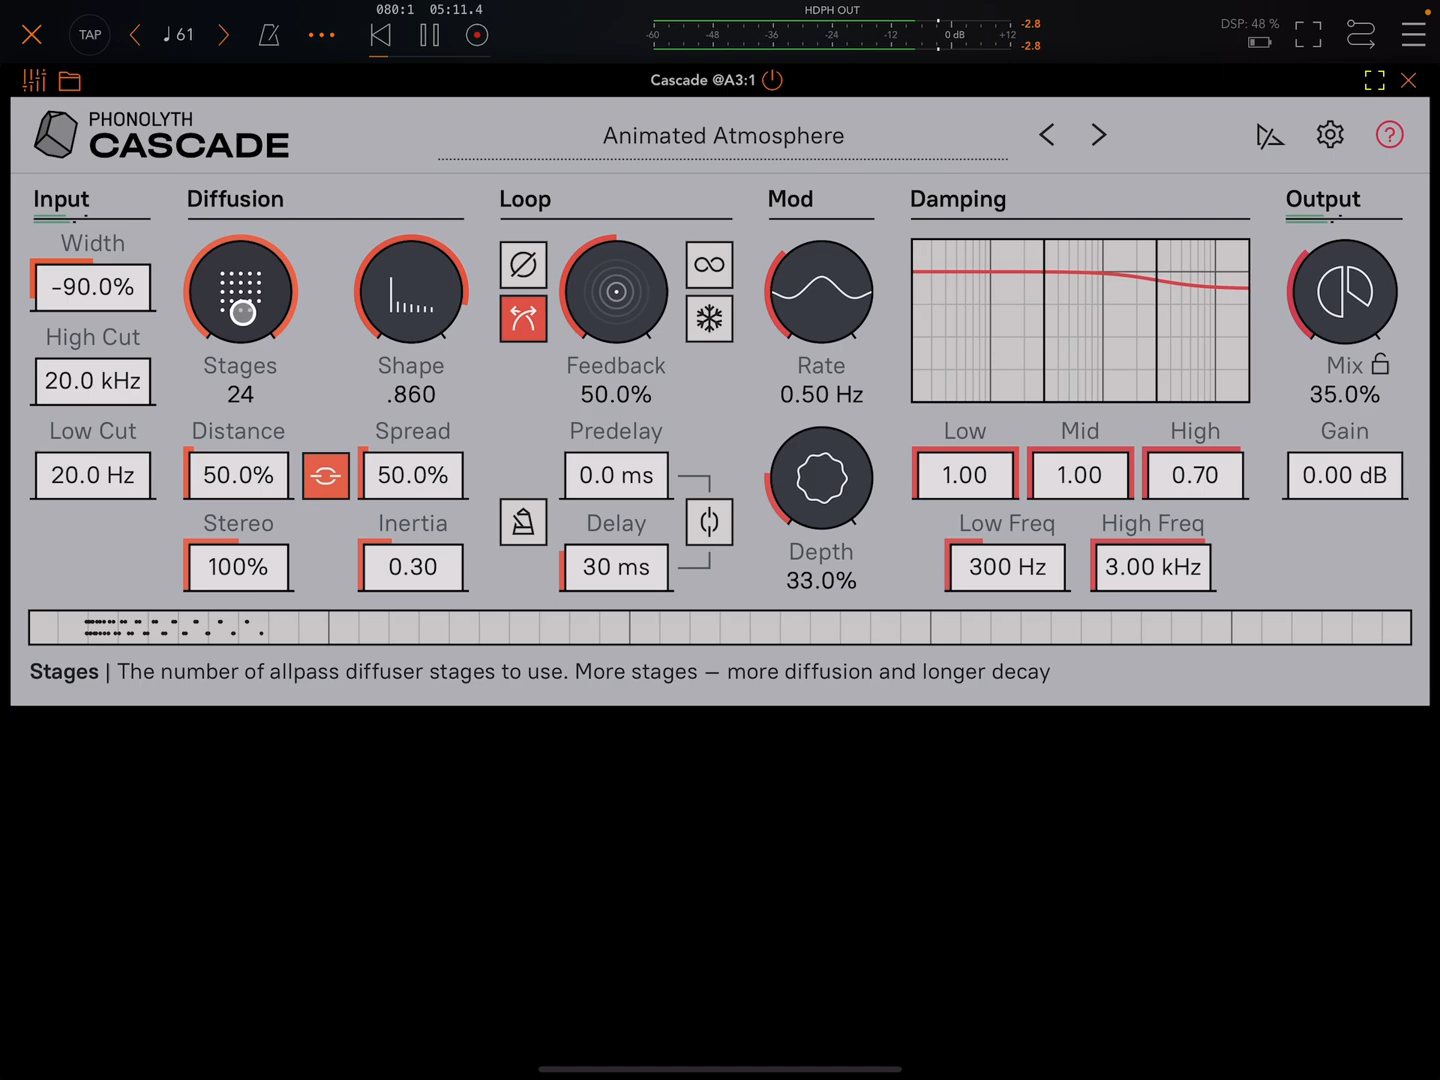 080:1 05:11.4
HDPH OUT
TAP
♩61
-60 -48 -36 -24 -12 0 dB +12
-2.8
-2.8
DSP: 48 %
Cascade @A3:1
PHONOLYTH
CASCADE
Animated Atmosphere
?
Input
Diffusion
Loop
Mod
Damping
Output
Width
-90.0%
High Cut
20.0 kHz
Low Cut
20.0 Hz
Stages
24
Shape
.860
Distance
50.0%
Spread
50.0%
Stereo
100%
Inertia
0.30
Feedback
50.0%
Predelay
0.0 ms
Delay
30 ms
Rate
0.50 Hz
Depth
33.0%
Low
1.00
Mid
1.00
High
0.70
Low Freq
300 Hz
High Freq
3.00 kHz
Mix
35.0%
Gain
0.00 dB
Stages | The number of allpass diffuser stages to use. More stages — more diffusion and longer decay